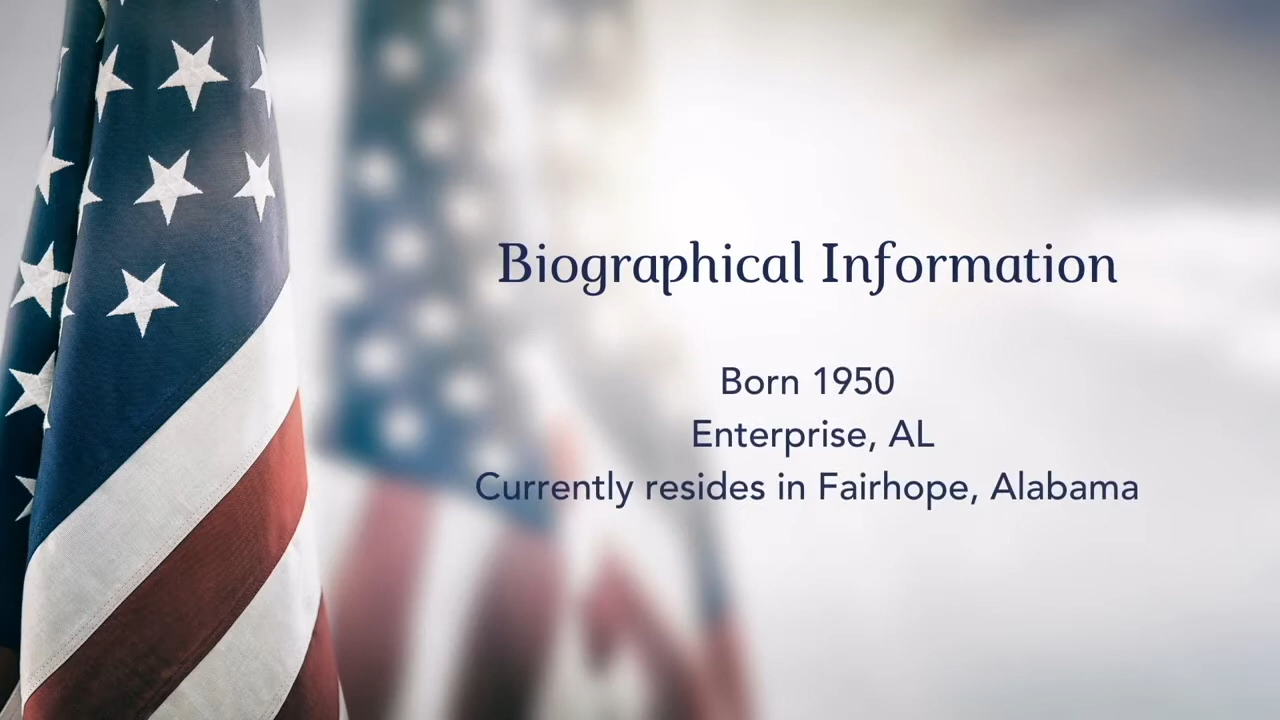 Biographical Information
Born 1950
Enterprise, AL
Currently resides in Fairhope, Alabama